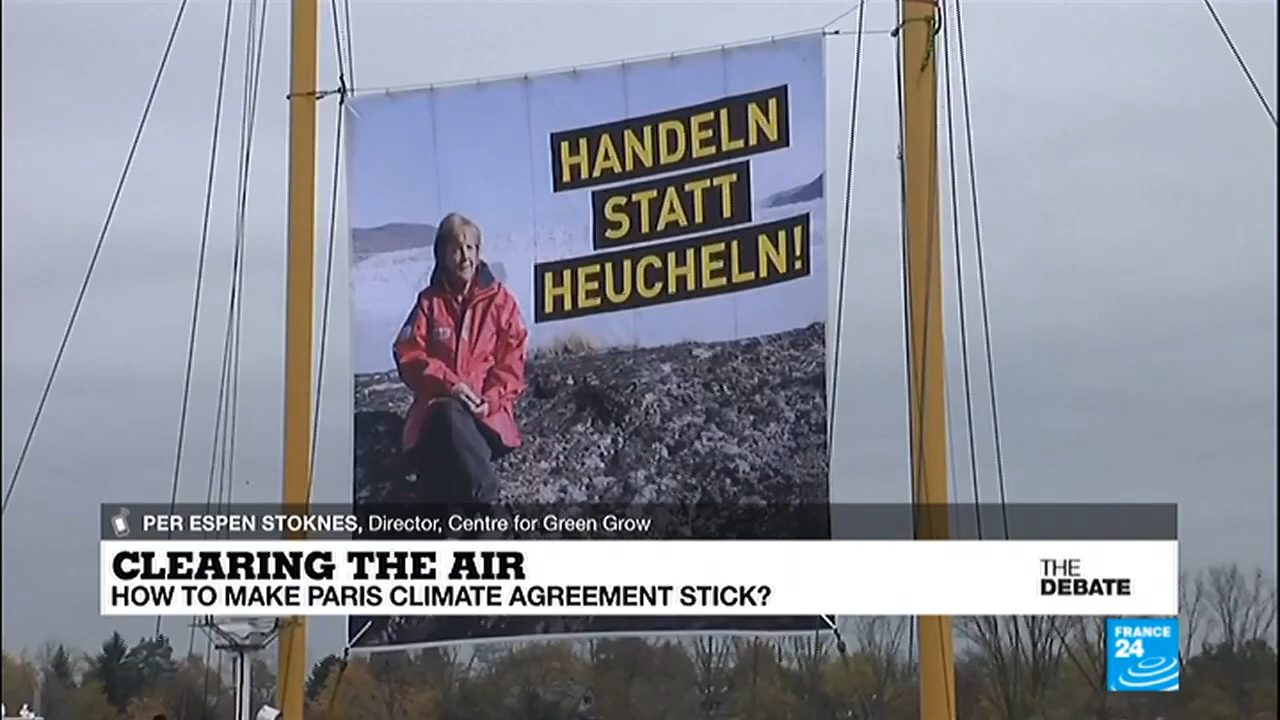 HANDELN
STATT
HEUCHELN!
PER ESPEN STOKNES, Director, Centre for Green Grow
CLEARING THE AIR
HOW TO MAKE PARIS CLIMATE AGREEMENT STICK?
THE
DEBATE
FRANCE
24